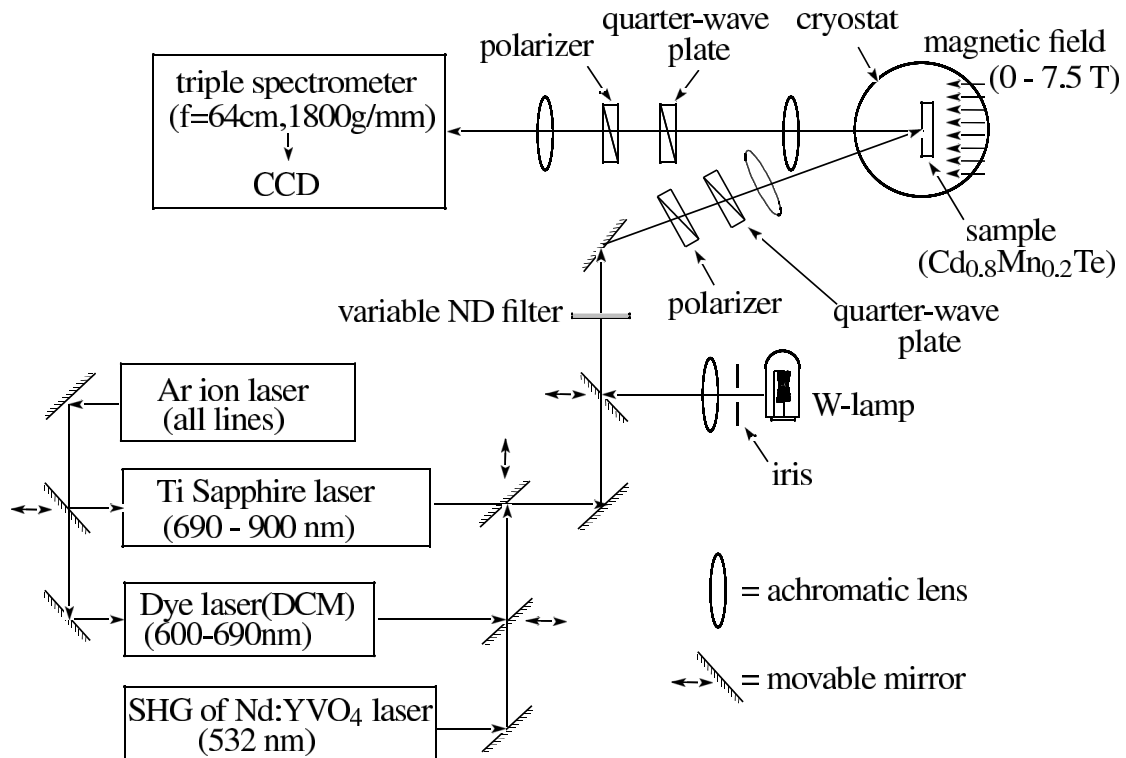 quarter-wave
plate
cryostat
polarizer
magnetic field
(0 - 7.5 T)
triple spectrometer
(f=64cm,1800g/mm)
CCD
sample
(Cd0.8Mn0.2Te)
polarizer
quarter-wave
plate
variable ND filter
Ar ion laser
(all lines)
W-lamp
iris
Ti Sapphire laser
(690 - 900 nm)
Dye laser(DCM)
(600-690nm)
= achromatic lens
= movable mirror
SHG of Nd:YVO4 laser
(532 nm)